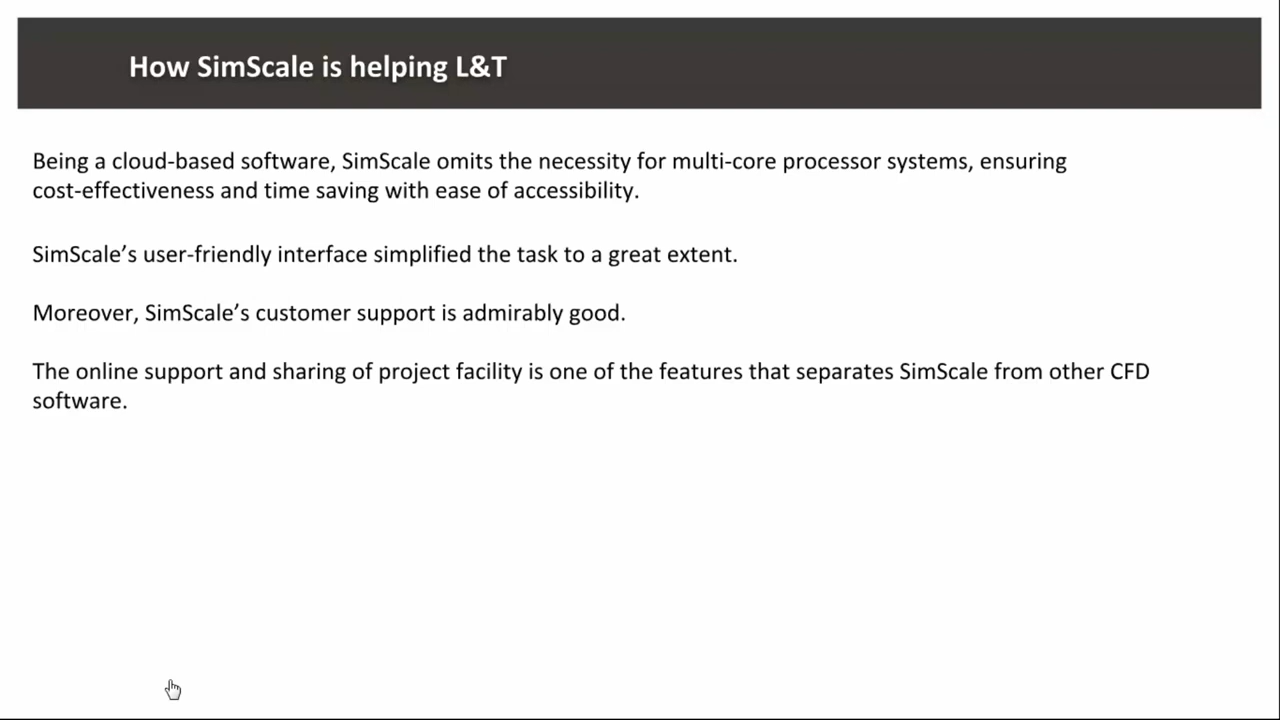 How SimScale is helping L&T
Being a cloud-based software, SimScale omits the necessity for multi-core processor systems, ensuring
cost-effectiveness and time saving with ease of accessibility.
SimScale’s user-friendly interface simplified the task to a great extent.
Moreover, SimScale’s customer support is admirably good.
The online support and sharing of project facility is one of the features that separates SimScale from other CFD
software.